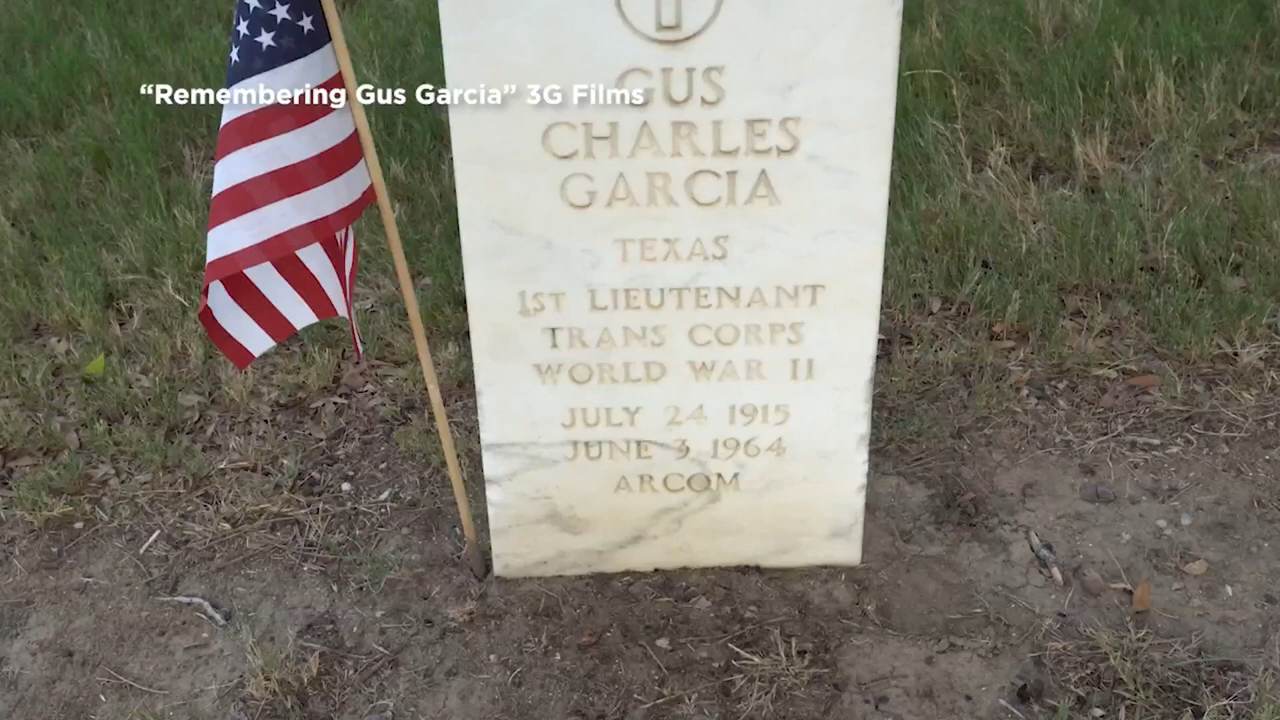 “Remembering Gus Garcia” 3G Films
GUS
CHARLES
GARCIA
TEXAS
1ST LIEUTENANT
TRANS CORPS
WORLD WAR II
JULY 24 1915
JUNE 3 1964
ARCOM